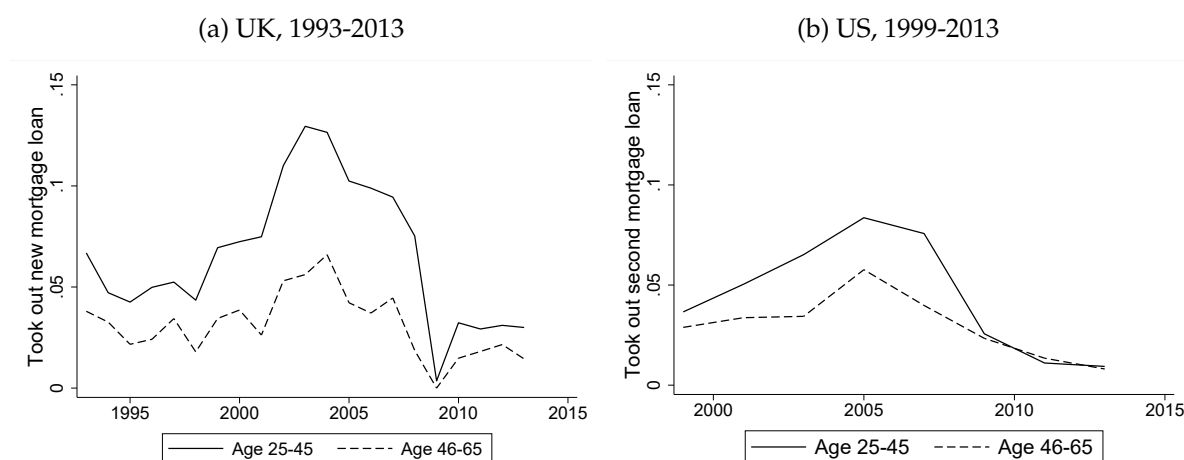 (a) UK, 1993-2013
Took out new mortgage loan
.15
.1
.05
0
1995 2000 2005 2010 2015
Age 25-45 Age 46-65
(b) US, 1999-2013
Took out second mortgage loan
.15
.1
.05
0
2000 2005 2010 2015
Age 25-45 Age 46-65